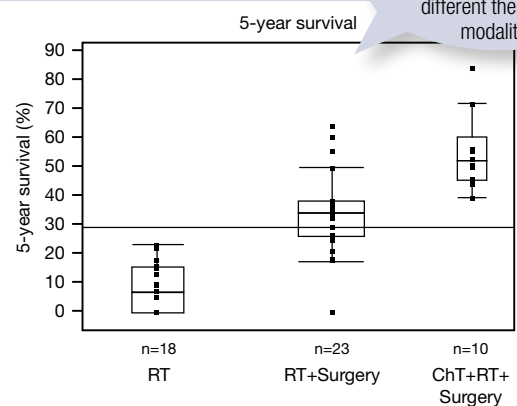 different the
modalit
5-year survival
5-year survival (%)
90
80
70
60
50
40
30
20
10
0
n=18
n=23
n=10
RT
RT+Surgery
ChT+RT+
Surgery